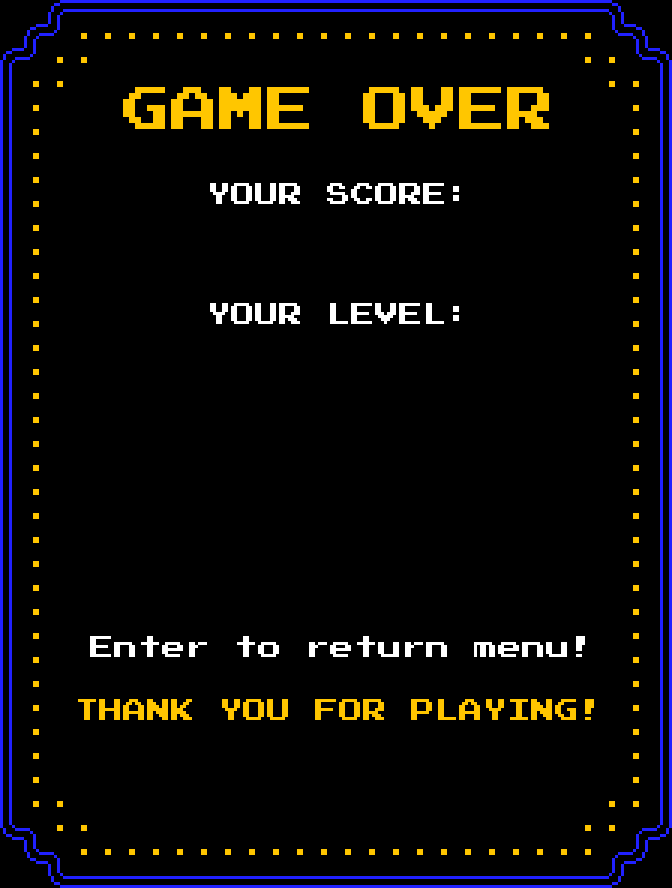 GAME OVER
YOUR SCORE:
YOUR LEVEL:
Enter to return menu!
THANK YOU FOR PLAYING!